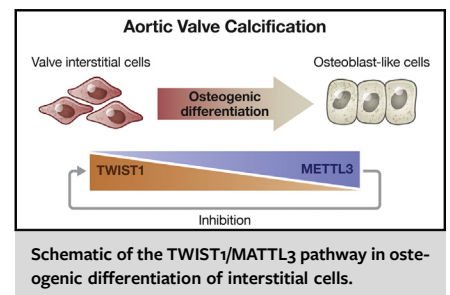 Aortic Valve Calcification
Valve interstitial cells
Osteoblast-like cells
Osteogenic
differentiation
TWIST1
METTL3
Inhibition
Schematic of the TWIST1/MATTL3 pathway in oste-
ogenic differentiation of interstitial cells.